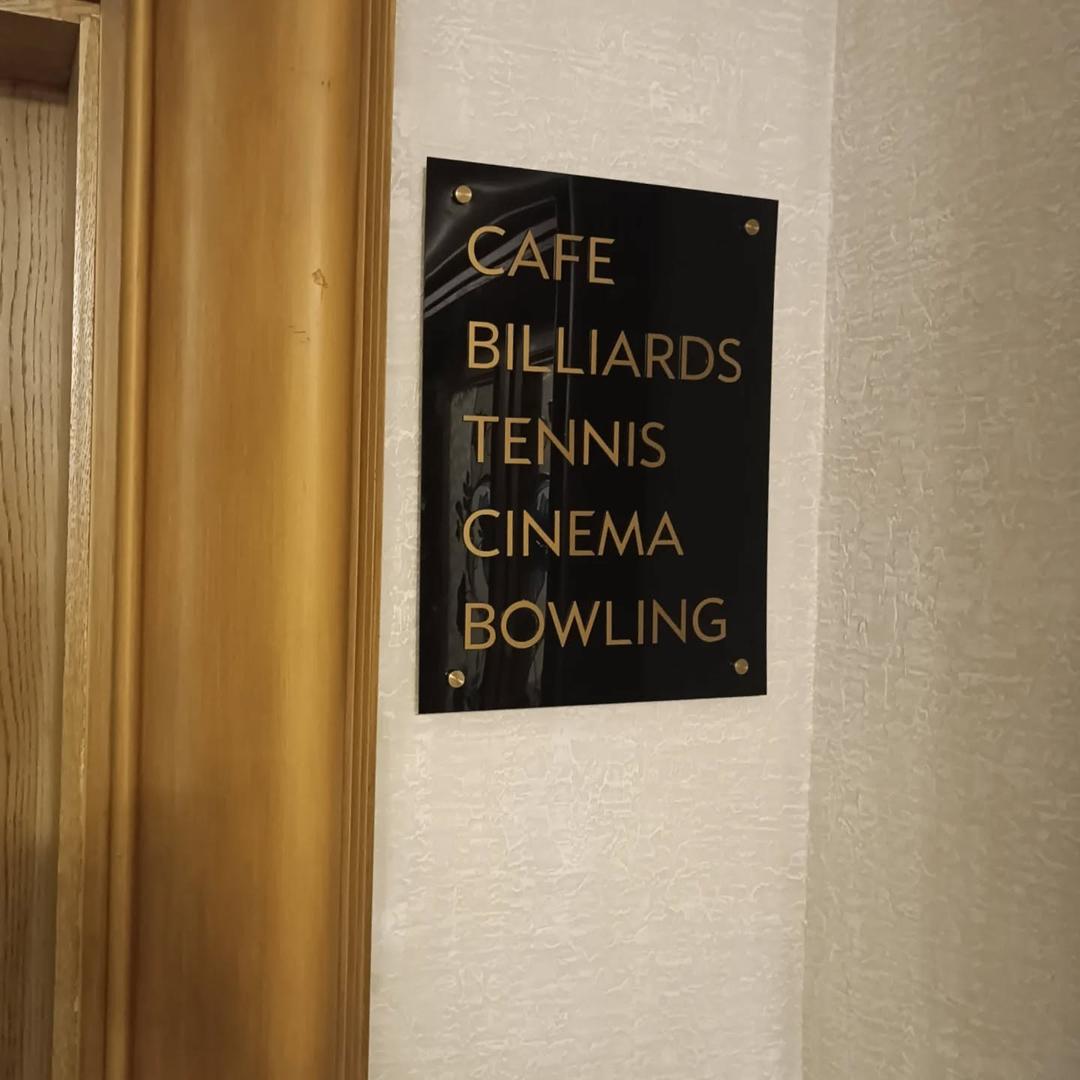 CAFE
BILLIARDS
TENNIS
CINEMA
BOWLING